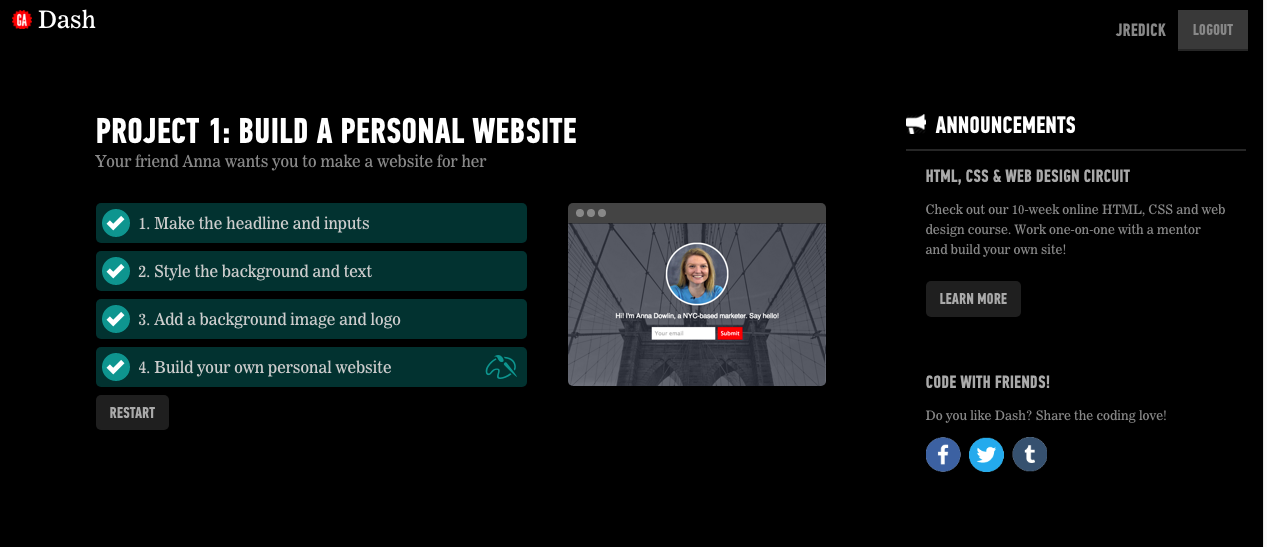 GA Dash
JREDICK
LOGOUT
PROJECT 1: BUILD A PERSONAL WEBSITE
Your friend Anna wants you to make a website for her
1. Make the headline and inputs
2. Style the background and text
3. Add a background image and logo
4. Build your own personal website
RESTART
Hi! I'm Anna Dowlin, a NYC-based marketer. Say hello!
Your email
Submit
ANNOUNCEMENTS
HTML, CSS & WEB DESIGN CIRCUIT
Check out our 10-week online HTML, CSS and web
design course. Work one-on-one with a mentor
and build your own site!
LEARN MORE
CODE WITH FRIENDS!
Do you like Dash? Share the coding love!
f
t